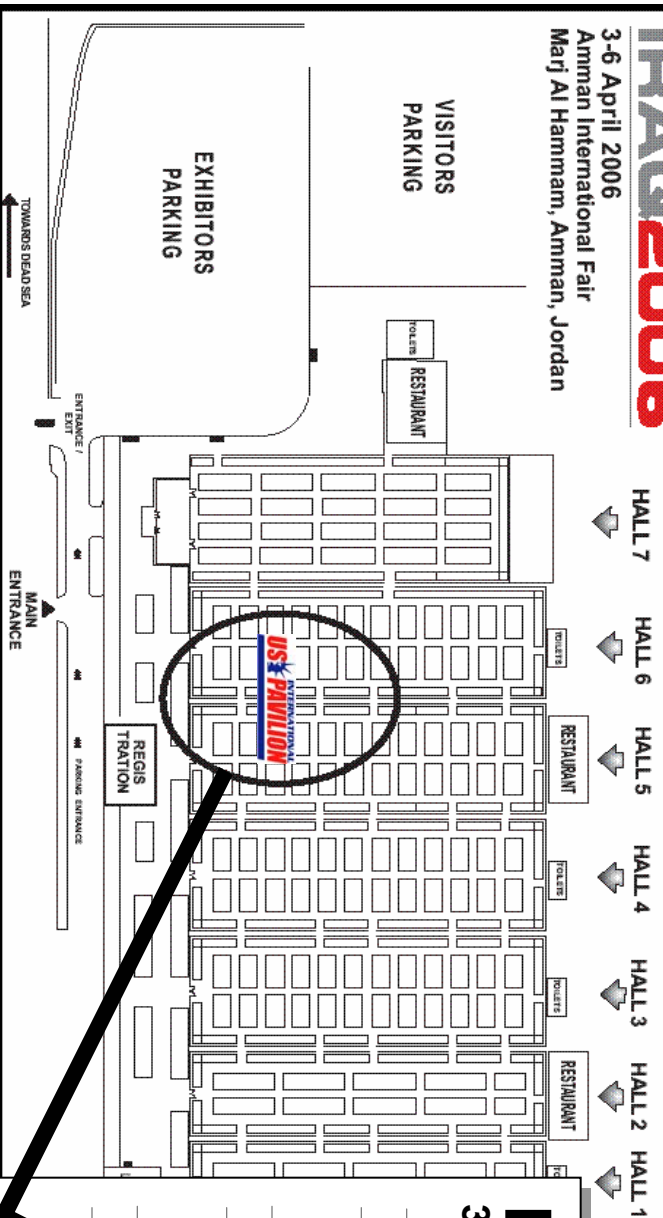 IRAQ2006
3-6 April 2006
Amman International Fair
Marj Al Hammam, Amman, Jordan
HALL 7
HALL 6
HALL 5
HALL 4
HALL 3
HALL 2
HALL 1
VISITORS
PARKING
TOILETS
RESTAURANT
TOILETS
RESTAURANT
TOILETS
TOILETS
RESTAURANT
EXHIBITORS
PARKING
INTERNATIONAL
US PAVILION
REGIS
TRATION
ENTRANCE /
EXIT
PARKING ENTRANCE
MAIN
ENTRANCE
TOWARDS DEAD SEA
3